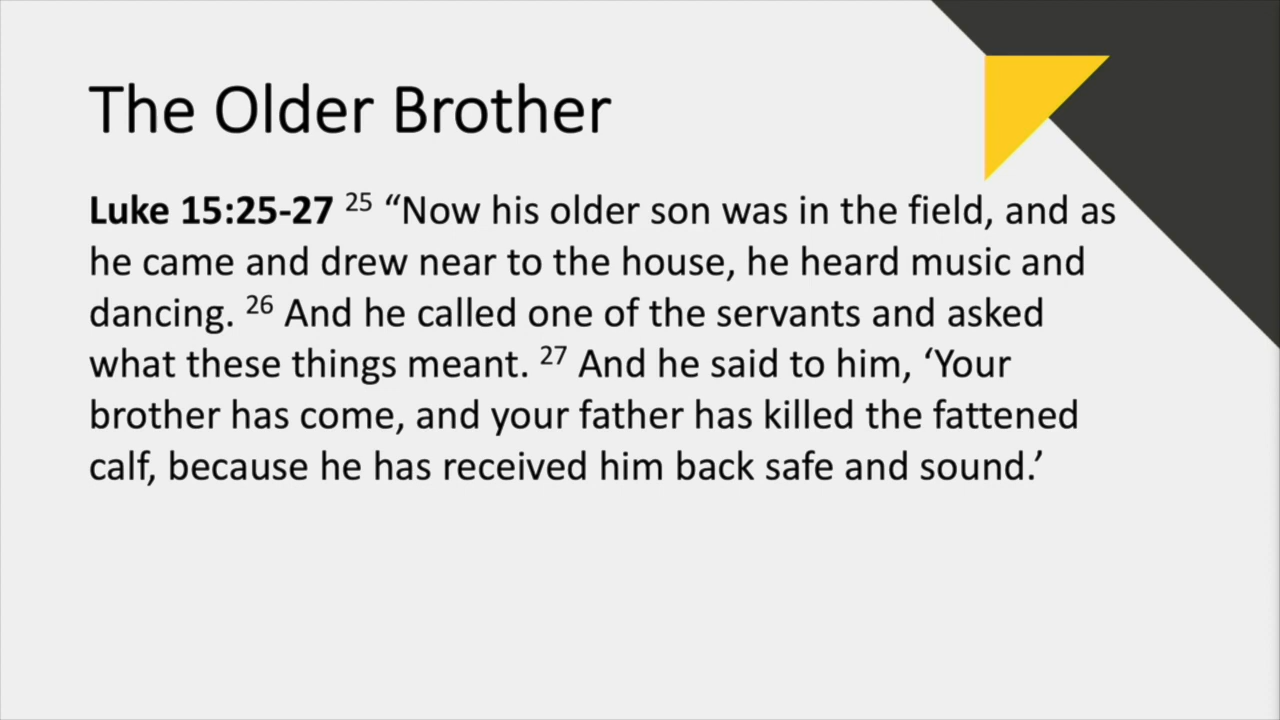 The Older Brother
Luke 15:25-27 25 “Now his older son was in the field, and as
he came and drew near to the house, he heard music and
dancing. 26 And he called one of the servants and asked
what these things meant. 27 And he said to him, ‘Your
brother has come, and your father has killed the fattened
calf, because he has received him back safe and sound.’